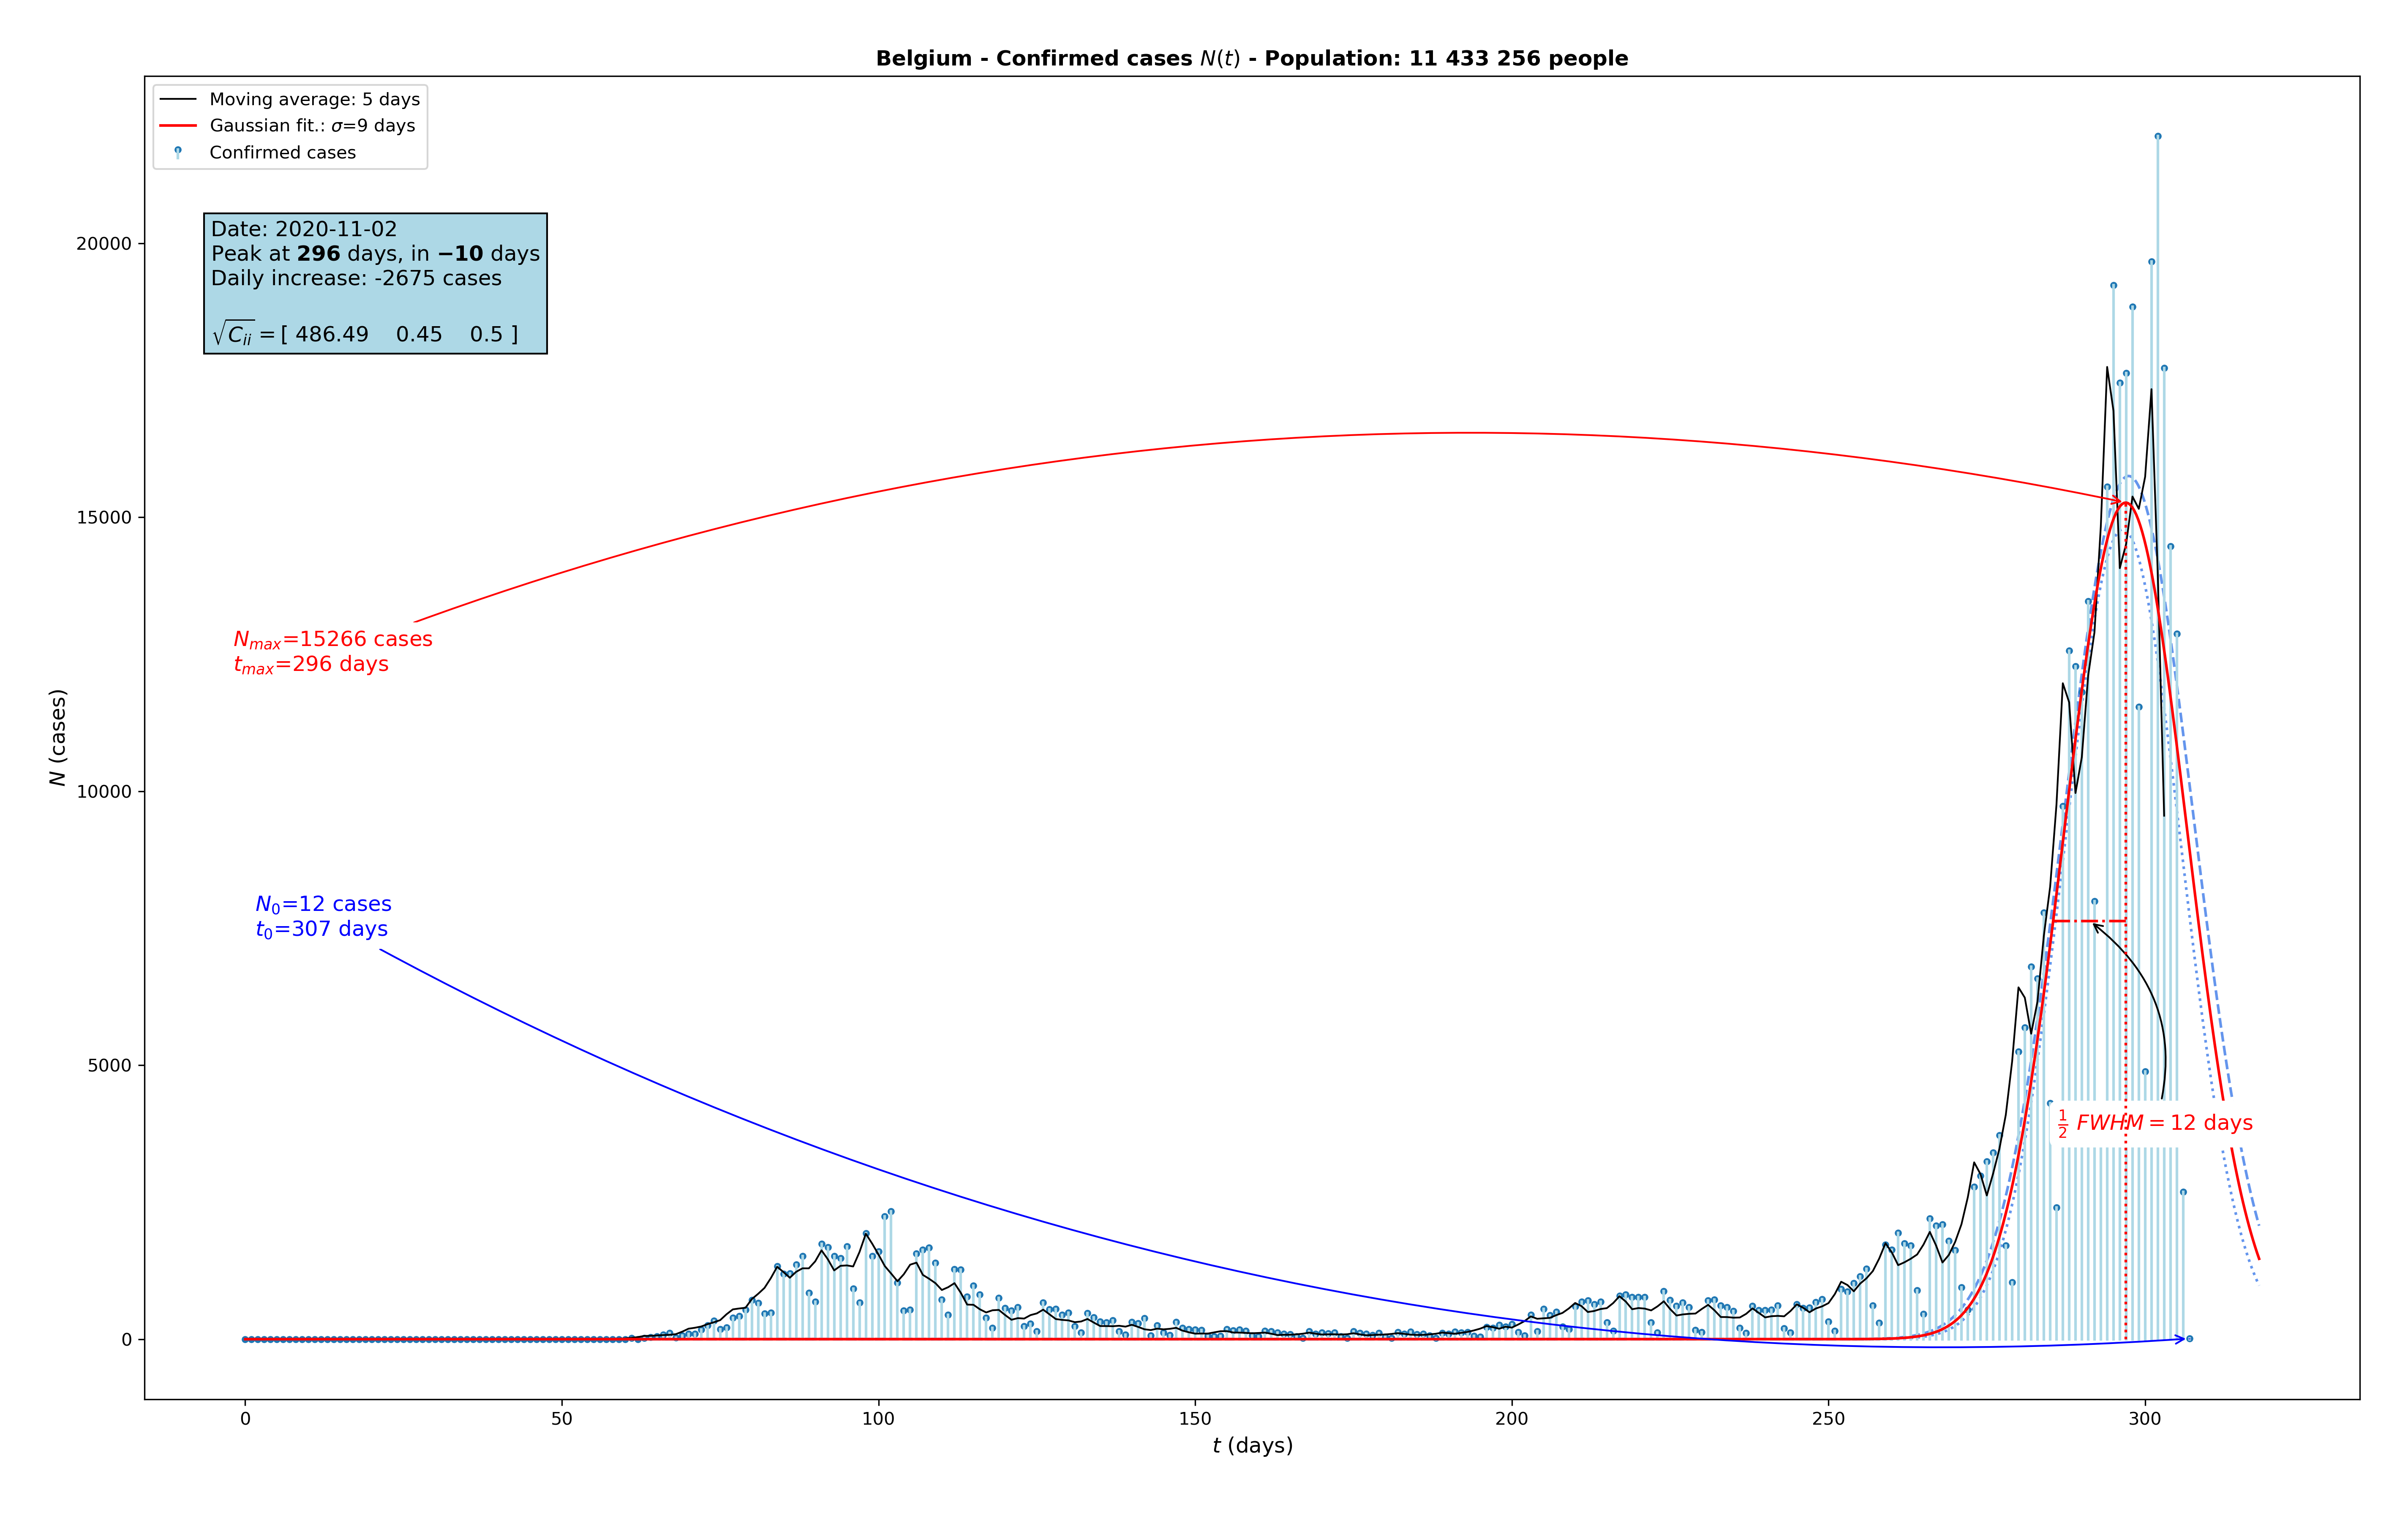 Belgium - Confirmed cases N(t) - Population: 11 433 256 people
Moving average: 5 days
Gaussian fit.: σ=9 days
Confirmed cases
Date: 2020-11-02
Peak at 296 days, in −10 days
Daily increase: -2675 cases
√C_ii = [ 486.49 0.45 0.5 ]
N_max=15266 cases
t_max=296 days
N_0=12 cases
t_0=307 days
1/2 FWHM = 12 days
N (cases)
20000
15000
10000
5000
0
0 50 100 150 200 250 300
t (days)